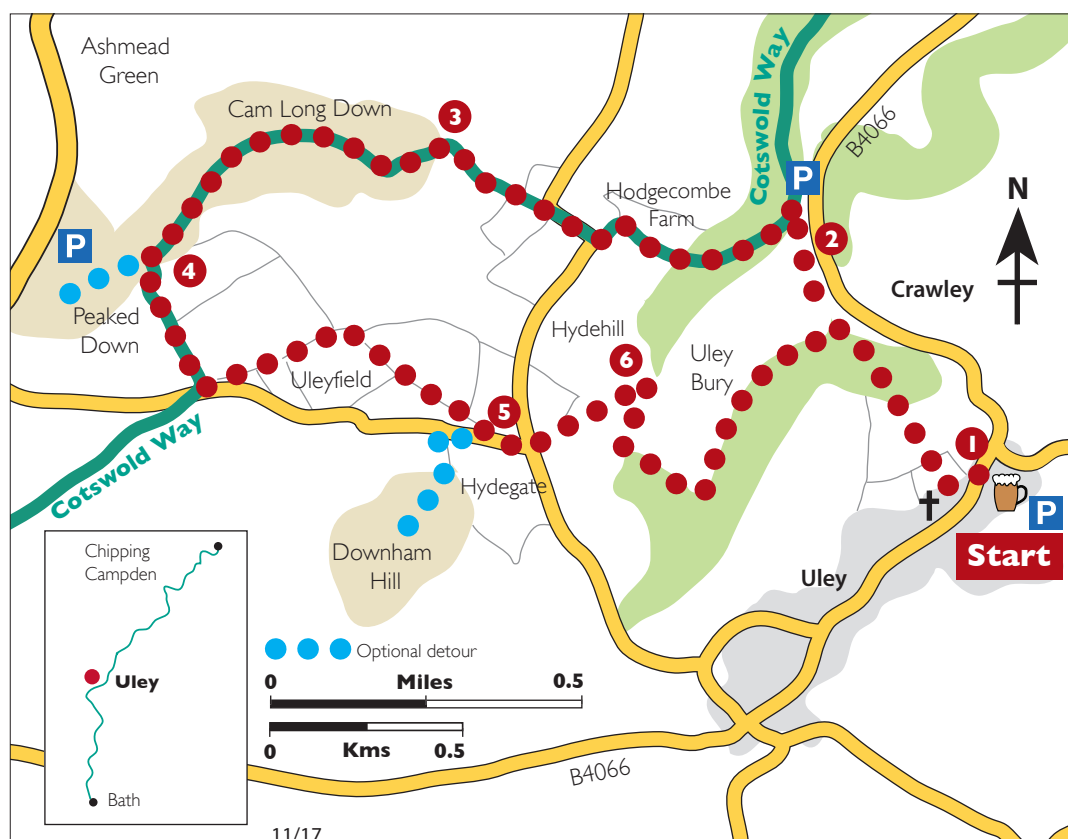 Ashmead
Green
Cam Long Down
3
Cotswold Way
B4066
P
Hodgecombe
Farm
N
2
P
4
Crawley
Peaked
Down
Hydehill
6
Uley
Bury
Uleyfield
5
1
Cotswold Way
Hydegate
P
Start
Downham
Hill
Uley
Chipping
Campden
Uley
Bath
Optional detour
0 Miles 0.5
0 Kms 0.5
B4066
11/17